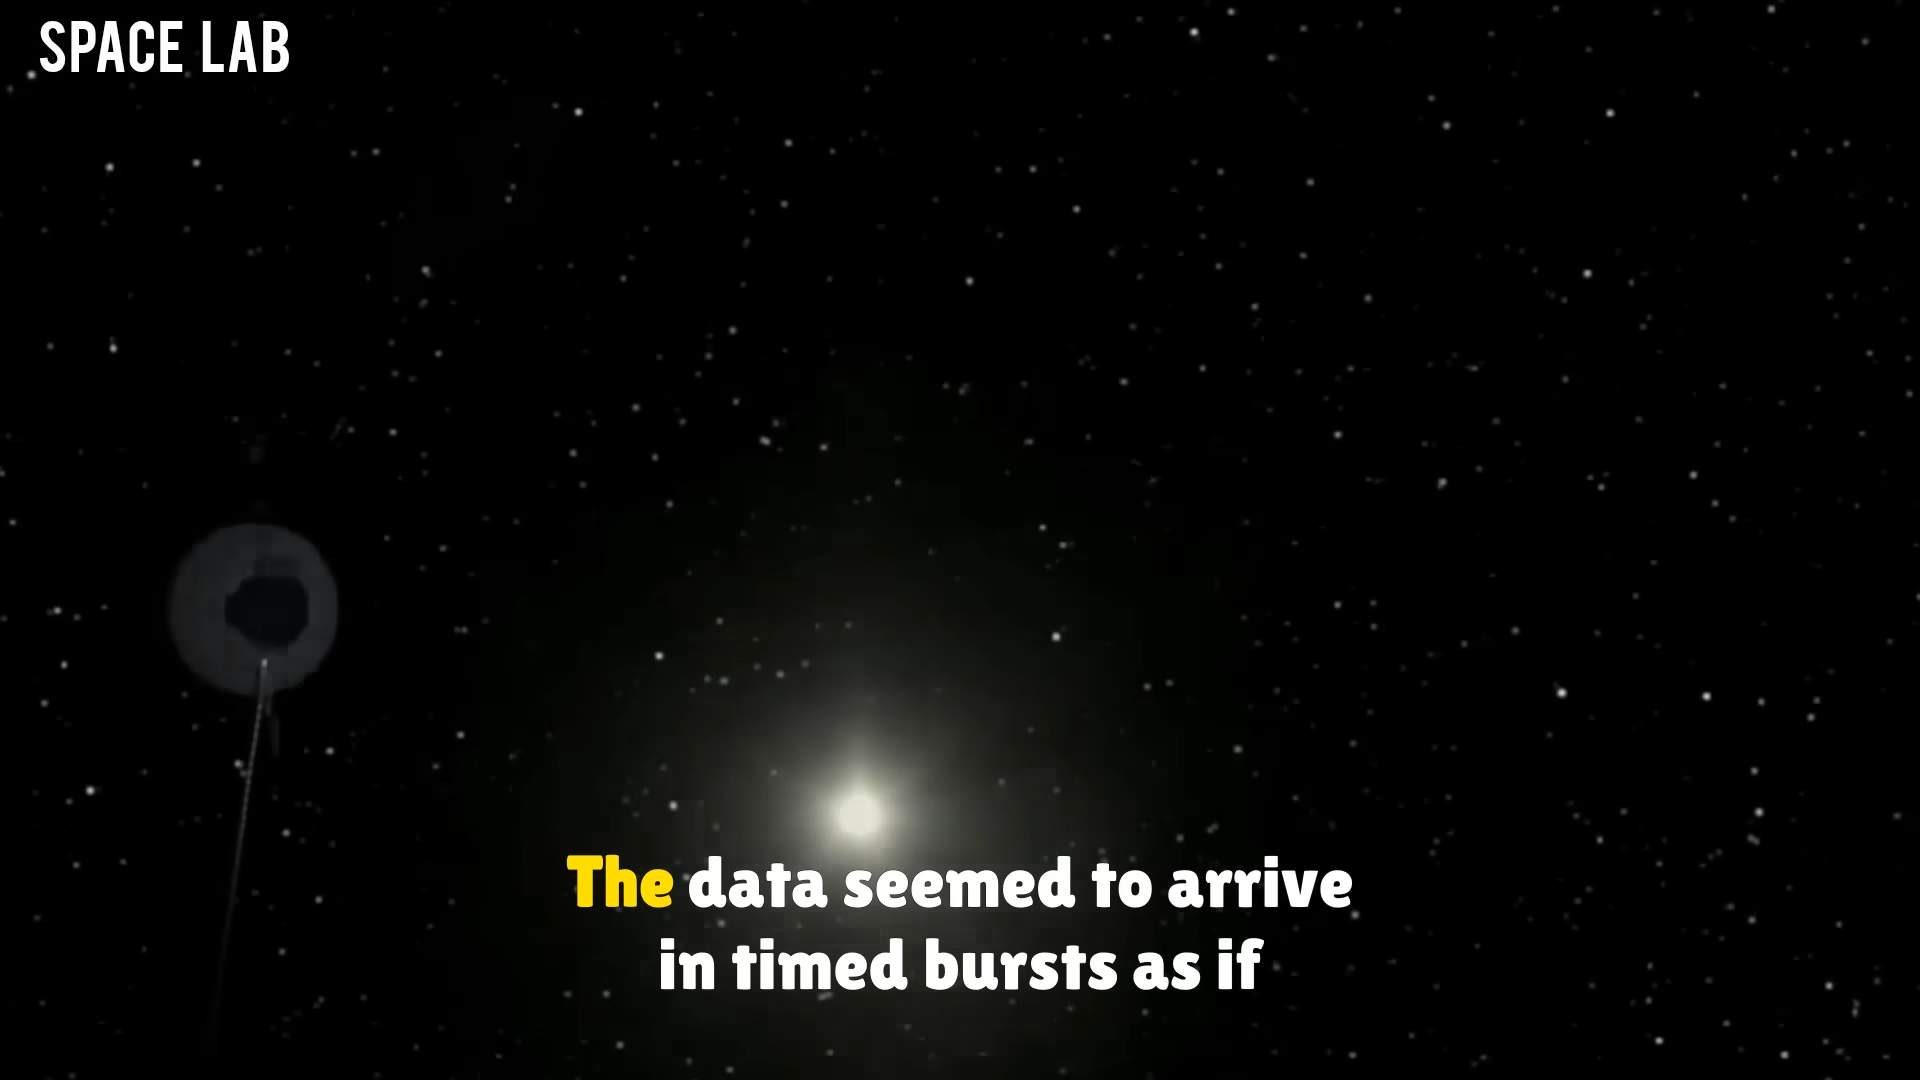 SPACE LAB
The data seemed to arrive
in timed bursts as if